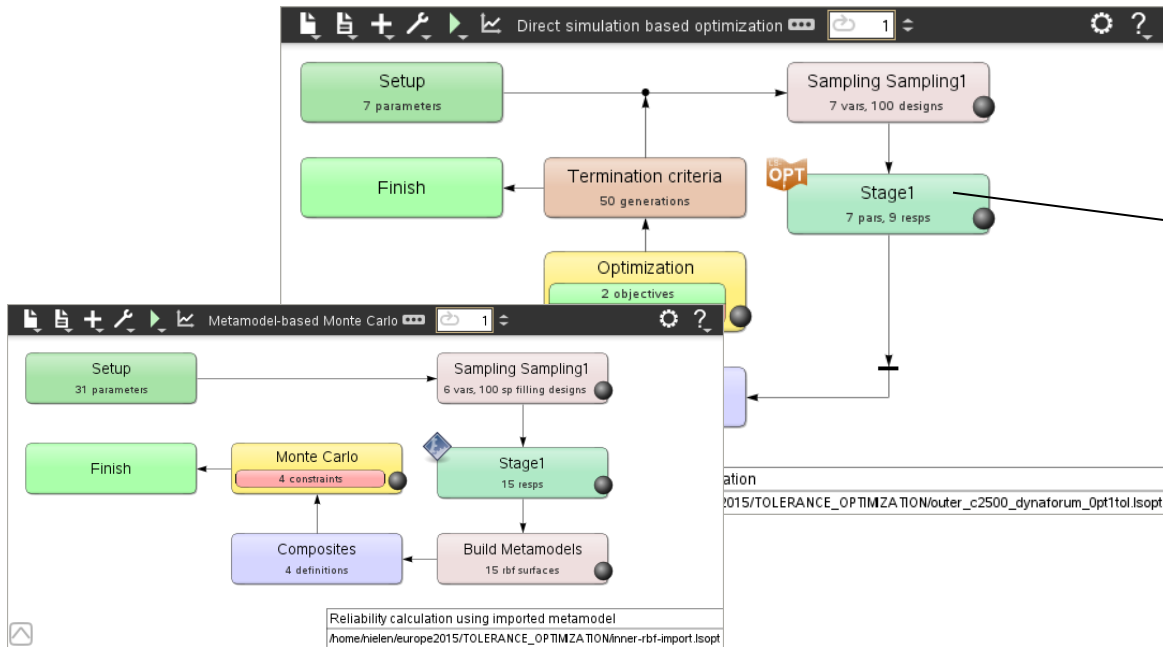 Direct simulation based optimization
1
Setup
7 parameters
Sampling Sampling1
7 vars, 100 designs
Finish
Termination criteria
50 generations
OPT
Stage1
7 pars, 9 resps
Optimization
2 objectives
Metamodel-based Monte Carlo
1
Setup
31 parameters
Sampling Sampling1
6 vars, 100 sp filling designs
Finish
Monte Carlo
4 constraints
Stage1
15 resps
Composites
4 definitions
Build Metamodels
15 rbf surfaces
Reliability calculation using imported metamodel
/home/nielen/europe2015/TOLERANCE_OPTIMIZATION/inner-rbf-import.lsopt
ation
2015/TOLERANCE_OPTIMIZATION/outer_c2500_dynaforum_0pt1tol.lsopt